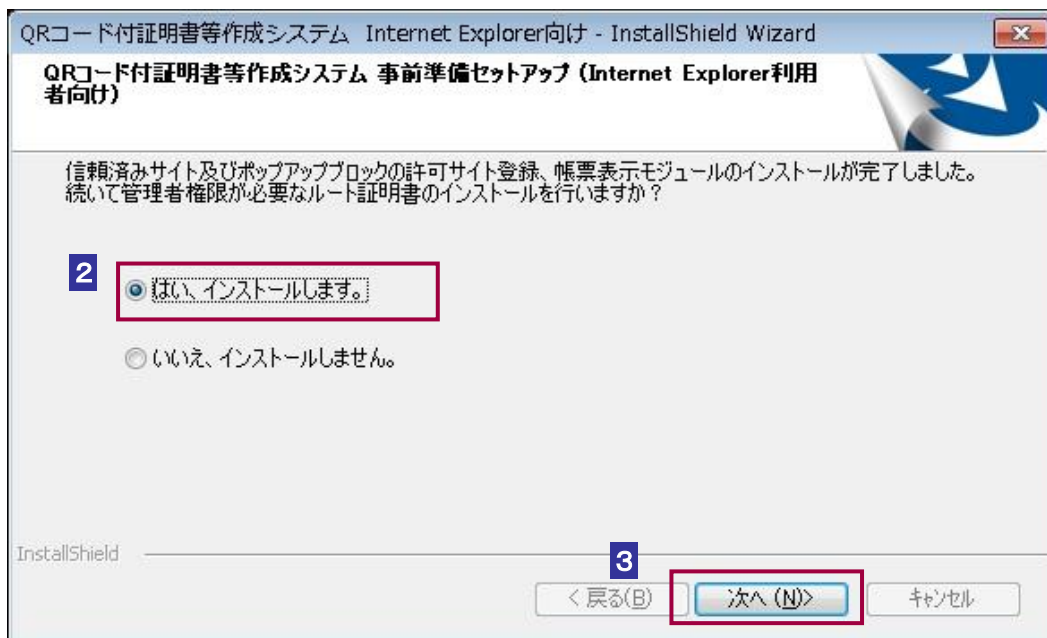 QRコード付証明書等作成システム Internet Explorer向け - InstallShield Wizard
QRコード付証明書等作成システム 事前準備セットアップ（Internet Explorer利用
者向け）
信頼済みサイト及びポップアップブロックの許可サイト登録、帳票表示モジュールのインストールが完了しました。
続いて管理者権限が必要なルート証明書のインストールを行いますか？
2
はい、インストールします。
いいえ、インストールしません。
InstallShield
3
< 戻る(B)
次へ (N)>
キャンセル